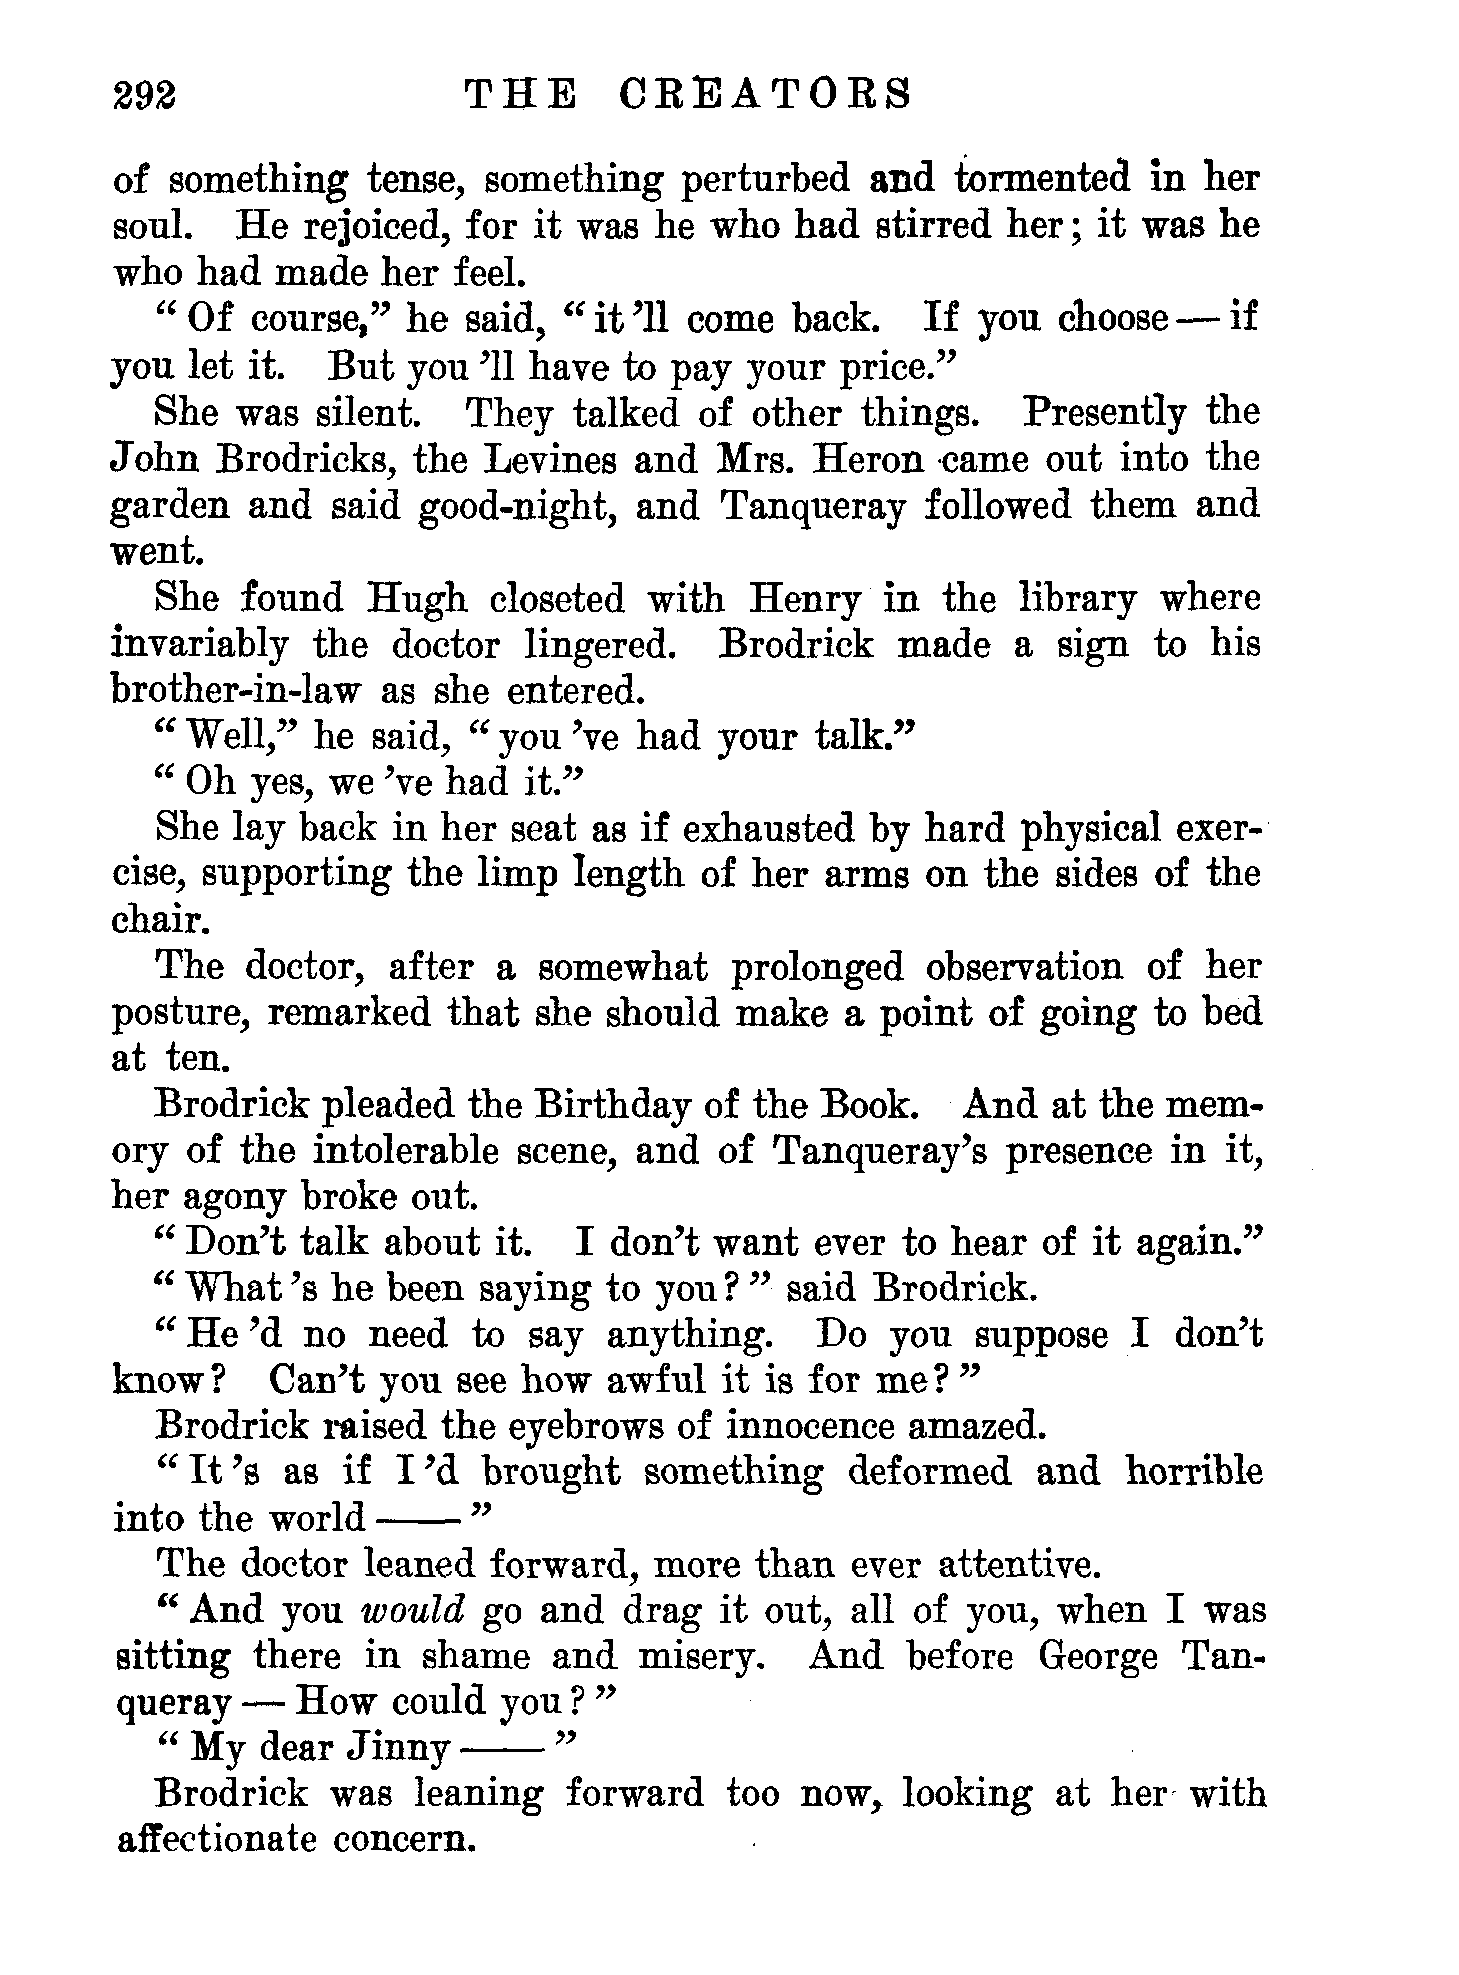 292 THE CREATORS
of something tense, something perturbed and tormented in her
soul. He rejoiced, for it was he who had stirred her; it was he
who had made her feel.
“Of course,” he said, “it ’ll come back. If you choose — if
you let it. But you ’ll have to pay your price.”
She was silent. They talked of other things. Presently the
John Brodricks, the Levines and Mrs. Heron came out into the
garden and said good-night, and Tanqueray followed them and
went.
She found Hugh closeted with Henry in the library where
invariably the doctor lingered. Brodrick made a sign to his
brother-in-law as she entered.
“Well,” he said, “you ’ve had your talk.”
“Oh yes, we ’ve had it.”
She lay back in her seat as if exhausted by hard physical exer-
cise, supporting the limp length of her arms on the sides of the
chair.
The doctor, after a somewhat prolonged observation of her
posture, remarked that she should make a point of going to bed
at ten.
Brodrick pleaded the Birthday of the Book. And at the mem-
ory of the intolerable scene, and of Tanqueray’s presence in it,
her agony broke out.
“Don’t talk about it. I don’t want ever to hear of it again.”
“What ’s he been saying to you?” said Brodrick.
“He ’d no need to say anything. Do you suppose I don’t
know? Can’t you see how awful it is for me?”
Brodrick raised the eyebrows of innocence amazed.
“It ’s as if I ’d brought something deformed and horrible
into the world ——”
The doctor leaned forward, more than ever attentive.
“And you would go and drag it out, all of you, when I was
sitting there in shame and misery. And before George Tan-
queray — How could you?”
“My dear Jinny ——”
Brodrick was leaning forward too now, looking at her with
affectionate concern.